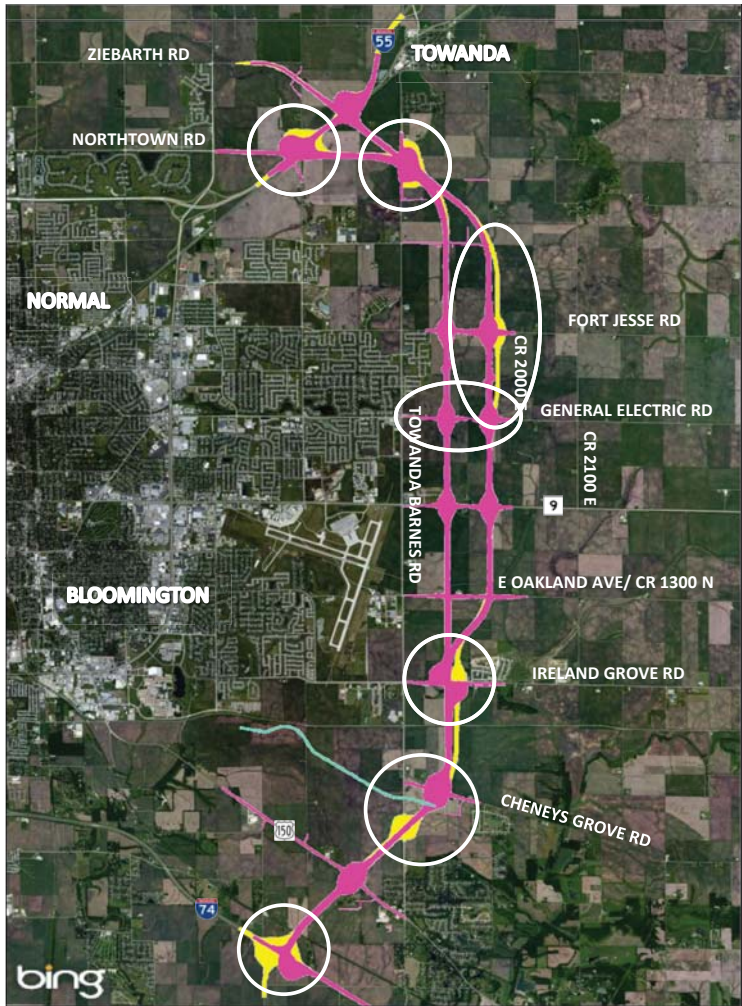 55
TOWANDA
ZIEBARTH RD
NORTHTOWN RD
NORMAL
FORT JESSE RD
CR 2000
GENERAL ELECTRIC RD
TOWANDA BARNES RD
CR 2100 E
9
E OAKLAND AVE/ CR 1300 N
BLOOMINGTON
IRELAND GROVE RD
CHENEYS GROVE RD
150
74
bing